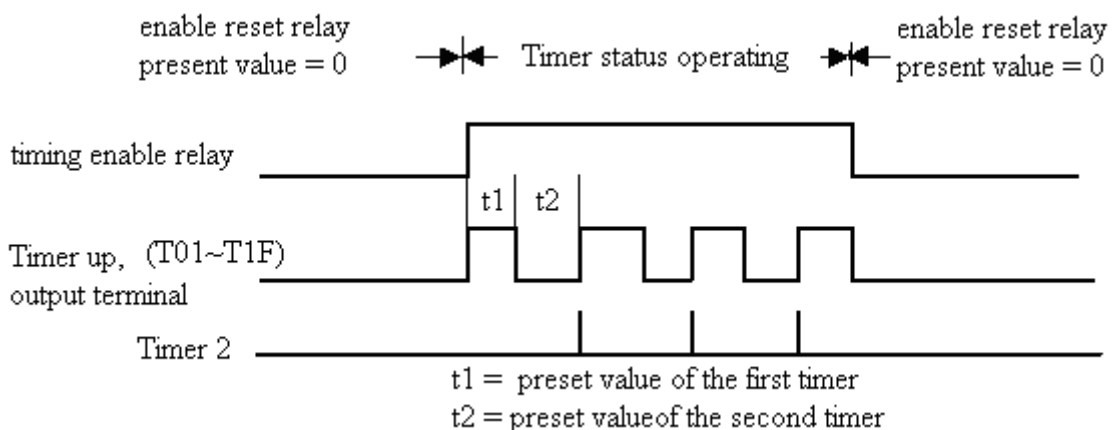 enable reset relay
present value = 0
Timer status operating
enable reset relay
present value = 0
timing enable relay
t1
t2
Timer up, (T01~T1F)
output terminal
Timer 2
t1 = preset value of the first timer
t2 = preset valueof the second timer